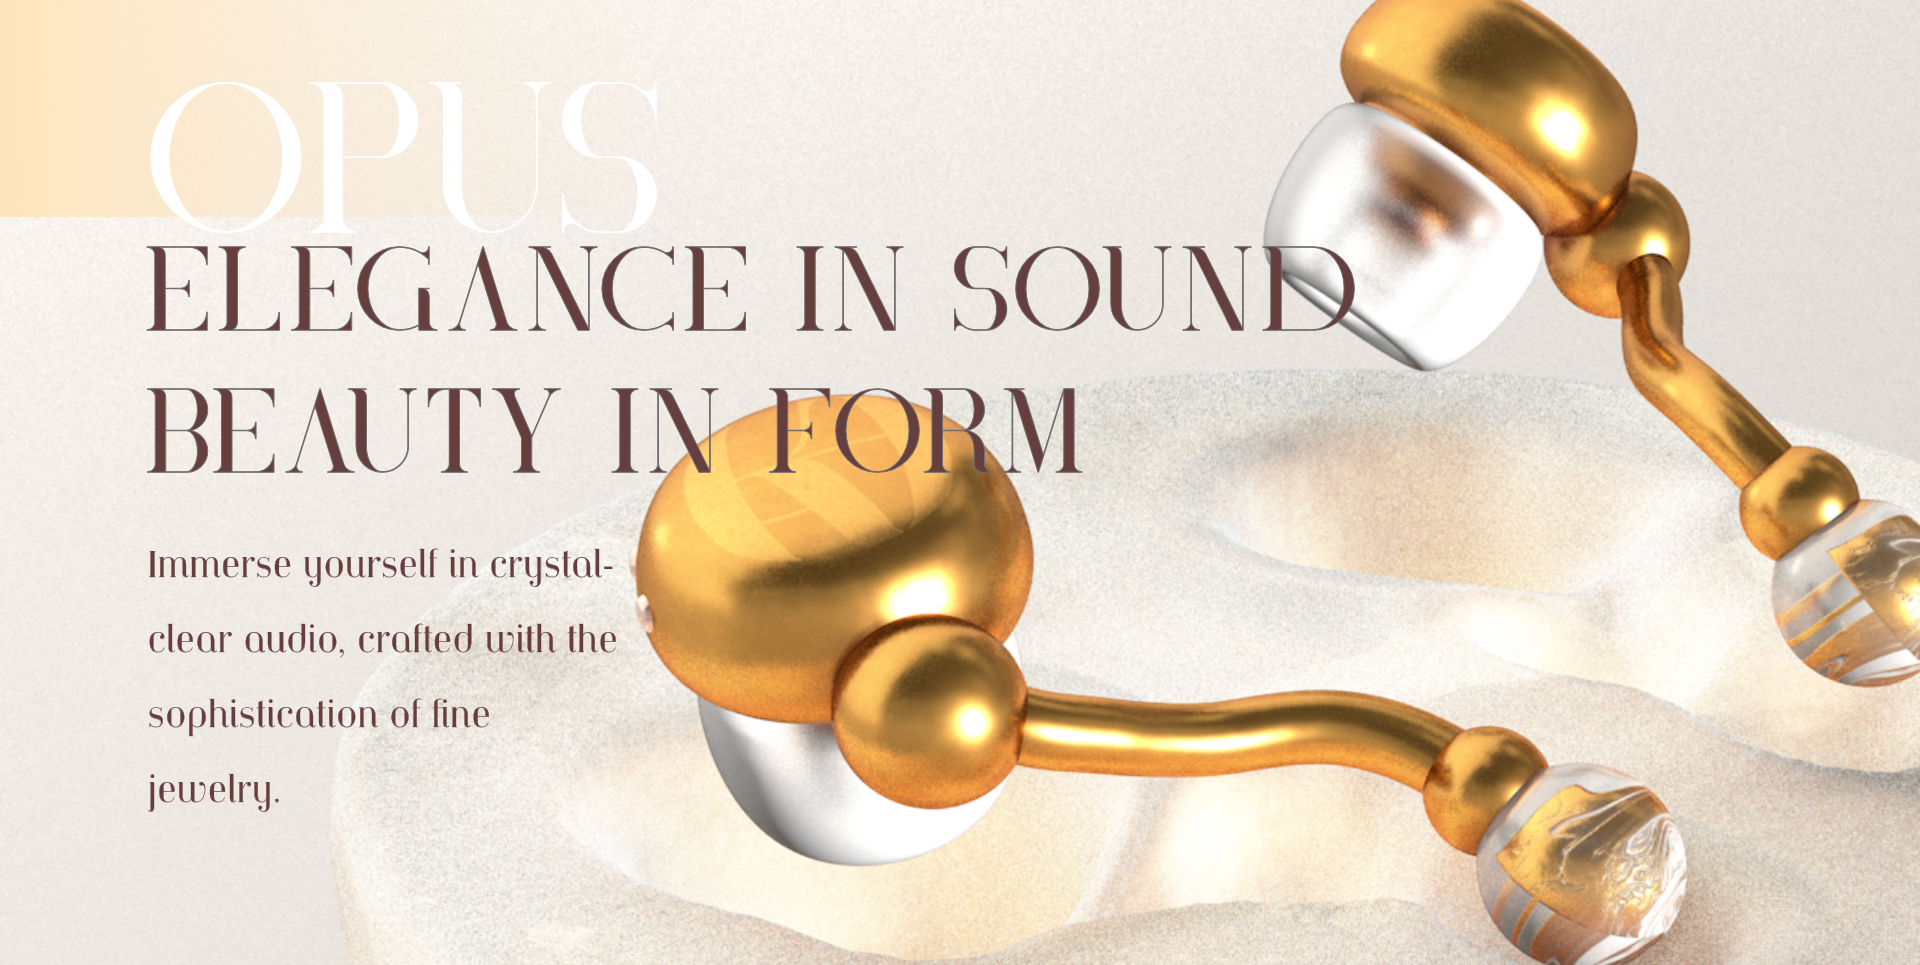 OPUS
ELEGANCE IN SOUND
BEAUTY IN FORM
Immerse yourself in crystal-
clear audio, crafted with the
sophistication of fine
jewelry.